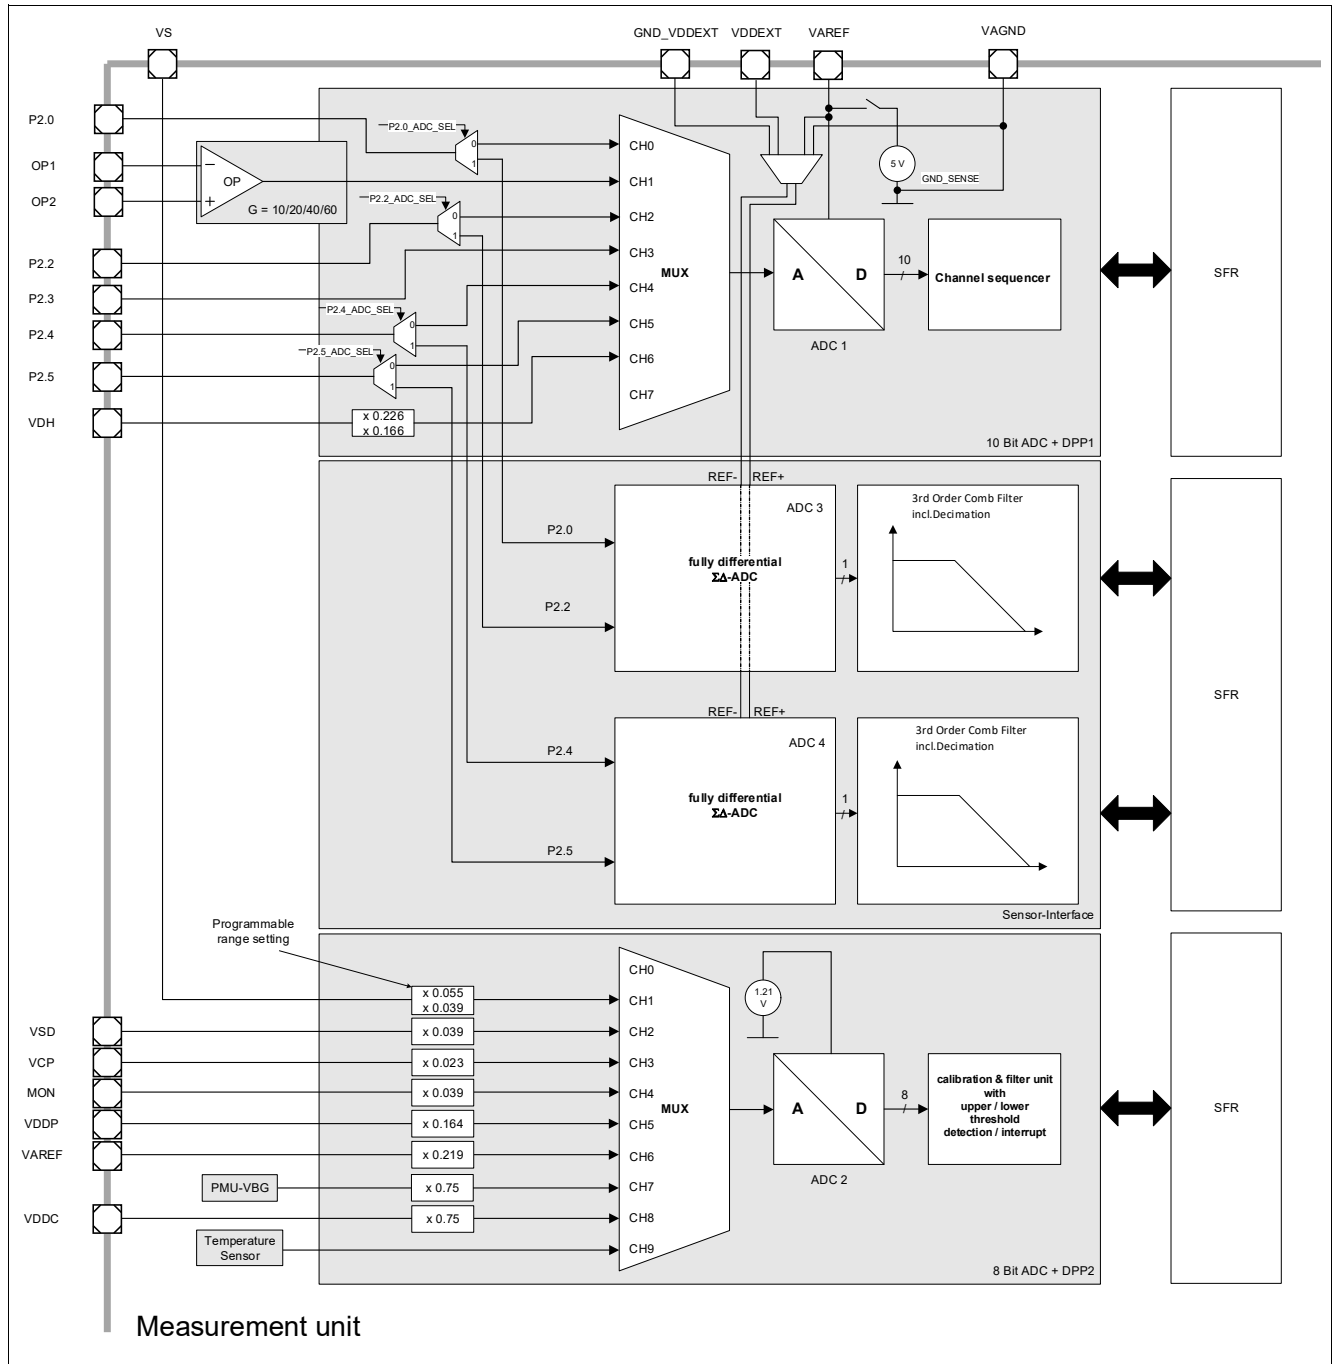 VS
GND_VDDEXT
VDDEXT
VAREF
VAGND
P2.0
OP1
OP2
P2.2
P2.3
P2.4
P2.5
VDH
OP
G = 10/20/40/60
P2.0_ADC_SEL
0
1
P2.2_ADC_SEL
0
1
P2.4_ADC_SEL
0
1
P2.5_ADC_SEL
0
1
x 0.226
x 0.166
CH0
CH1
CH2
CH3
MUX
CH4
CH5
CH6
CH7
5 V
GND_SENSE
A
D
ADC 1
10
Channel sequencer
SFR
10 Bit ADC + DPP1
REF-
REF+
ADC 3
P2.0
fully differential
ΣΔ-ADC
P2.2
1
3rd Order Comb Filter
incl.Decimation
REF-
REF+
ADC 4
P2.4
fully differential
ΣΔ-ADC
P2.5
1
3rd Order Comb Filter
incl.Decimation
SFR
Sensor-Interface
Programmable
range setting
VSD
VCP
MON
VDDP
VAREF
PMU-VBG
VDDC
Temperature
Sensor
x 0.055
x 0.039
x 0.039
x 0.023
x 0.039
x 0.164
x 0.219
x 0.75
x 0.75
CH0
CH1
CH2
CH3
CH4
MUX
CH5
CH6
CH7
CH8
CH9
1.21
V
A
D
ADC 2
8
calibration & filter unit
with
upper / lower
threshold
detection / interrupt
SFR
8 Bit ADC + DPP2
Measurement unit